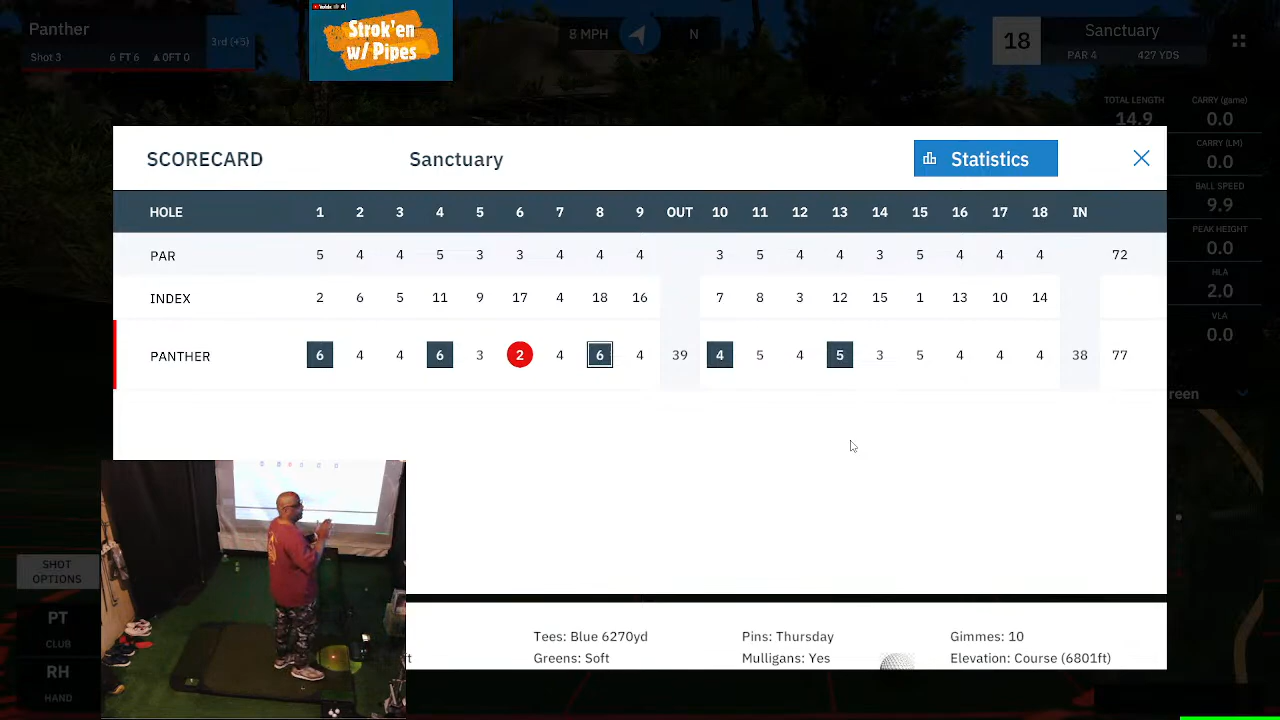 Panther
Shot 3 6 FT 6 ▲0FT 0
3rd (+5)
YouTube
Strok'en
w/ Pipes
8 MPH N
18
Sanctuary
PAR 4 427 YDS
TOTAL LENGTH
14.9
CARRY (game)
0.0
CARRY (LM)
0.0
BALL SPEED
9.9
PEAK HEIGHT
0.0
HLA
2.0
VLA
0.0
SCORECARD Sanctuary Statistics
HOLE 1 2 3 4 5 6 7 8 9 OUT 10 11 12 13 14 15 16 17 18 IN
PAR 5 4 4 5 3 3 4 4 4 3 5 4 4 3 5 4 4 4 72
INDEX 2 6 5 11 9 17 4 18 16 7 8 3 12 15 1 13 10 14
PANTHER 6 4 4 6 3 2 4 6 4 39 4 5 4 5 3 5 4 4 4 38 77
reen
SHOT
OPTIONS
PT
CLUB
RH
HAND
ft
Tees: Blue 6270yd
Greens: Soft
Pins: Thursday
Mulligans: Yes
Gimmes: 10
Elevation: Course (6801ft)